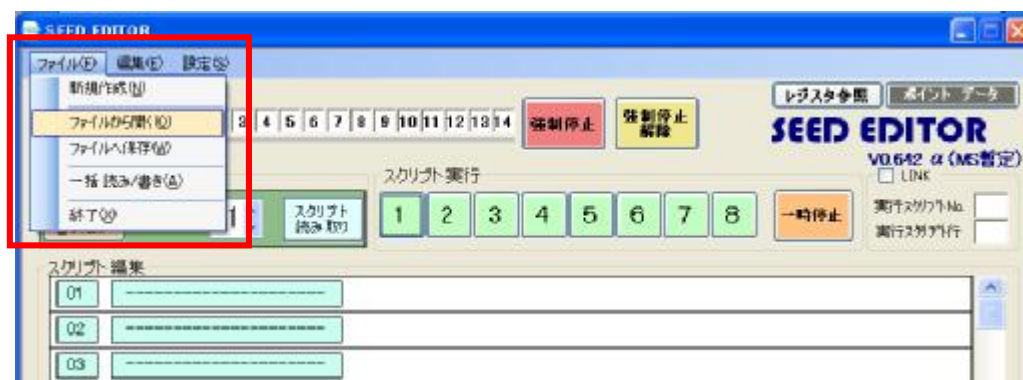 SEED EDITOR
ファイル(F) 編集(E) 設定(S)
新規作成(N)
ファイルから開く(O)
ファイルへ保存(W)
一括 読み/書き(A)
終了(X)
3 4 5 6 7 8 9 10 11 12 13 14
強制停止
強制停止
解除
レジスタ参照 ポイント データ
SEED EDITOR
V0.642 α (MS暫定)
LINK
スクリプト 実行
1
スクリプト
読み取り
1 2 3 4 5 6 7 8
一時停止
実行スクリプトNo.
実行スクリプト行
スクリプト 編集
01 --------------------
02 --------------------
03 --------------------